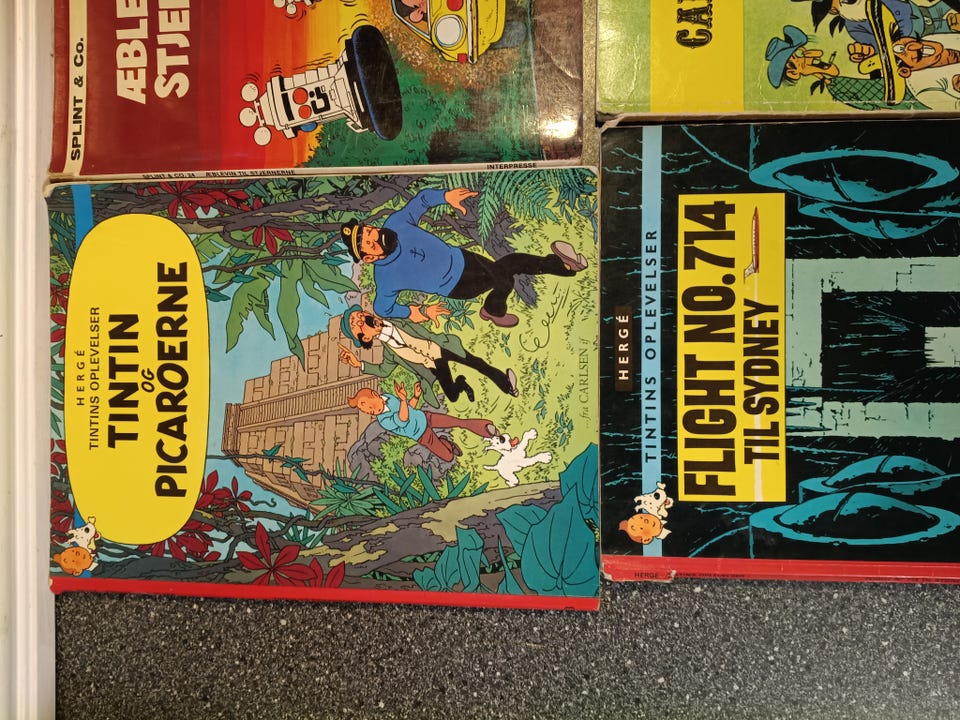 SPLINT & CO.
ÆBLE
STJE
SPLINT & CO. 24 ÆBLEVIN TIL STJERNERNE
INTERPRESSE
CA
HERGÉ
TINTINS OPLEVELSER
TINTIN
OG
PICAROERNE
fra CARLSEN if
HERGÉ
TINTINS OPLEVELSER
FLIGHT NO. 714
TIL SYDNEY
HERGÉ